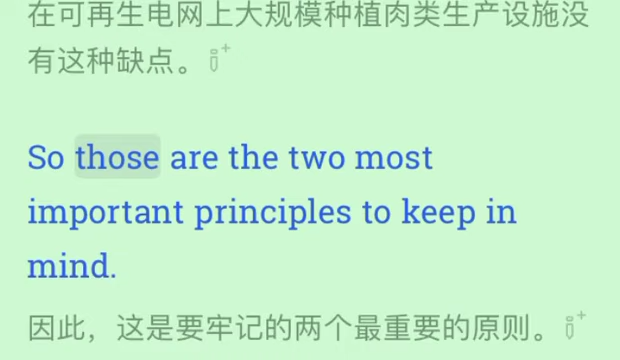 在可再生电网上大规模种植肉类生产设施没
有这种缺点。
So those are the two most
important principles to keep in
mind.
因此，这是要牢记的两个最重要的原则。